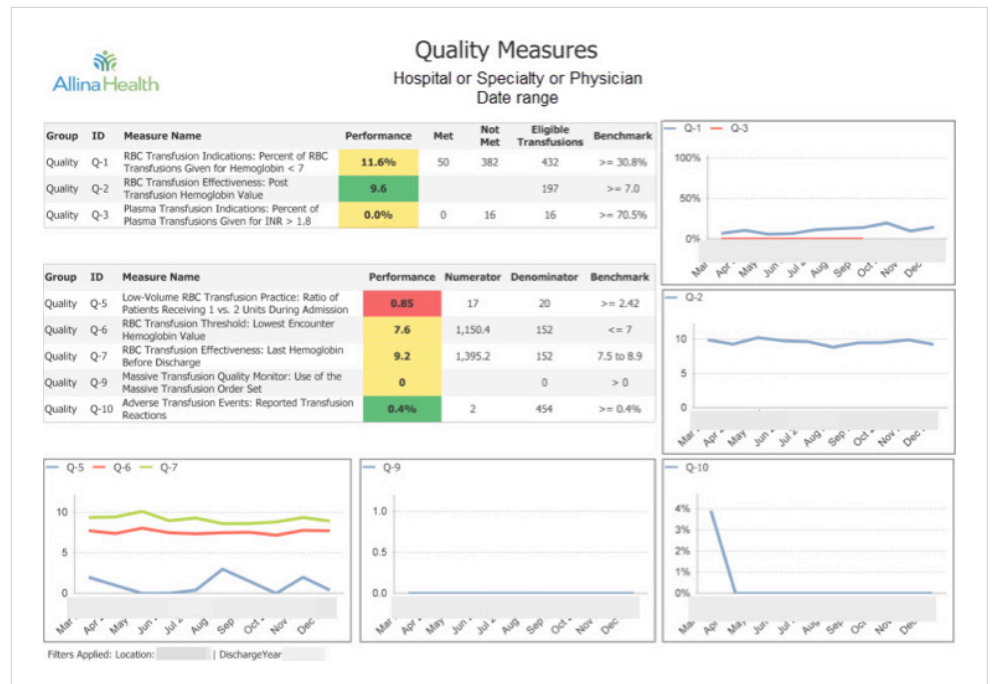 Allina Health
Quality Measures
Hospital or Specialty or Physician
Date range
Group ID Measure Name Performance Met Not Met Eligible Transfusions Benchmark
Quality Q-1 RBC Transfusion Indications: Percent of RBC Transfusions Given for Hemoglobin < 7 11.6% 50 382 432 >= 30.8%
Quality Q-2 RBC Transfusion Effectiveness: Post Transfusion Hemoglobin Value 9.6 197 >= 7.0
Quality Q-3 Plasma Transfusion Indications: Percent of Plasma Transfusions Given for INR > 1.8 0.0% 0 16 16 >= 70.5%
Q-1 Q-3
100%
50%
0%
Mar Apr May Jun Jul Aug Sep Oct Nov Dec
Group ID Measure Name Performance Numerator Denominator Benchmark
Quality Q-5 Low-Volume RBC Transfusion Practice: Ratio of Patients Receiving 1 vs. 2 Units During Admission 0.85 17 20 >= 2.42
Quality Q-6 RBC Transfusion Threshold: Lowest Encounter Hemoglobin Value 7.6 1,150.4 152 <= 7
Quality Q-7 RBC Transfusion Effectiveness: Last Hemoglobin Before Discharge 9.2 1,395.2 152 7.5 to 8.9
Quality Q-9 Massive Transfusion Quality Monitor: Use of the Massive Transfusion Order Set 0 0 > 0
Quality Q-10 Adverse Transfusion Events: Reported Transfusion Reactions 0.4% 2 454 >= 0.4%
Q-2
10
5
0
Mar Apr May Jun Jul Aug Sep Oct Nov Dec
Q-5 Q-6 Q-7
10
5
0
Mar Apr May Jun Jul Aug Sep Oct Nov Dec
Q-9
1.0
0.5
0.0
Mar Apr May Jun Jul Aug Sep Oct Nov Dec
Q-10
4%
3%
2%
1%
0%
Mar Apr May Jun Jul Aug Sep Oct Nov Dec
Filters Applied: Location: | DischargeYear